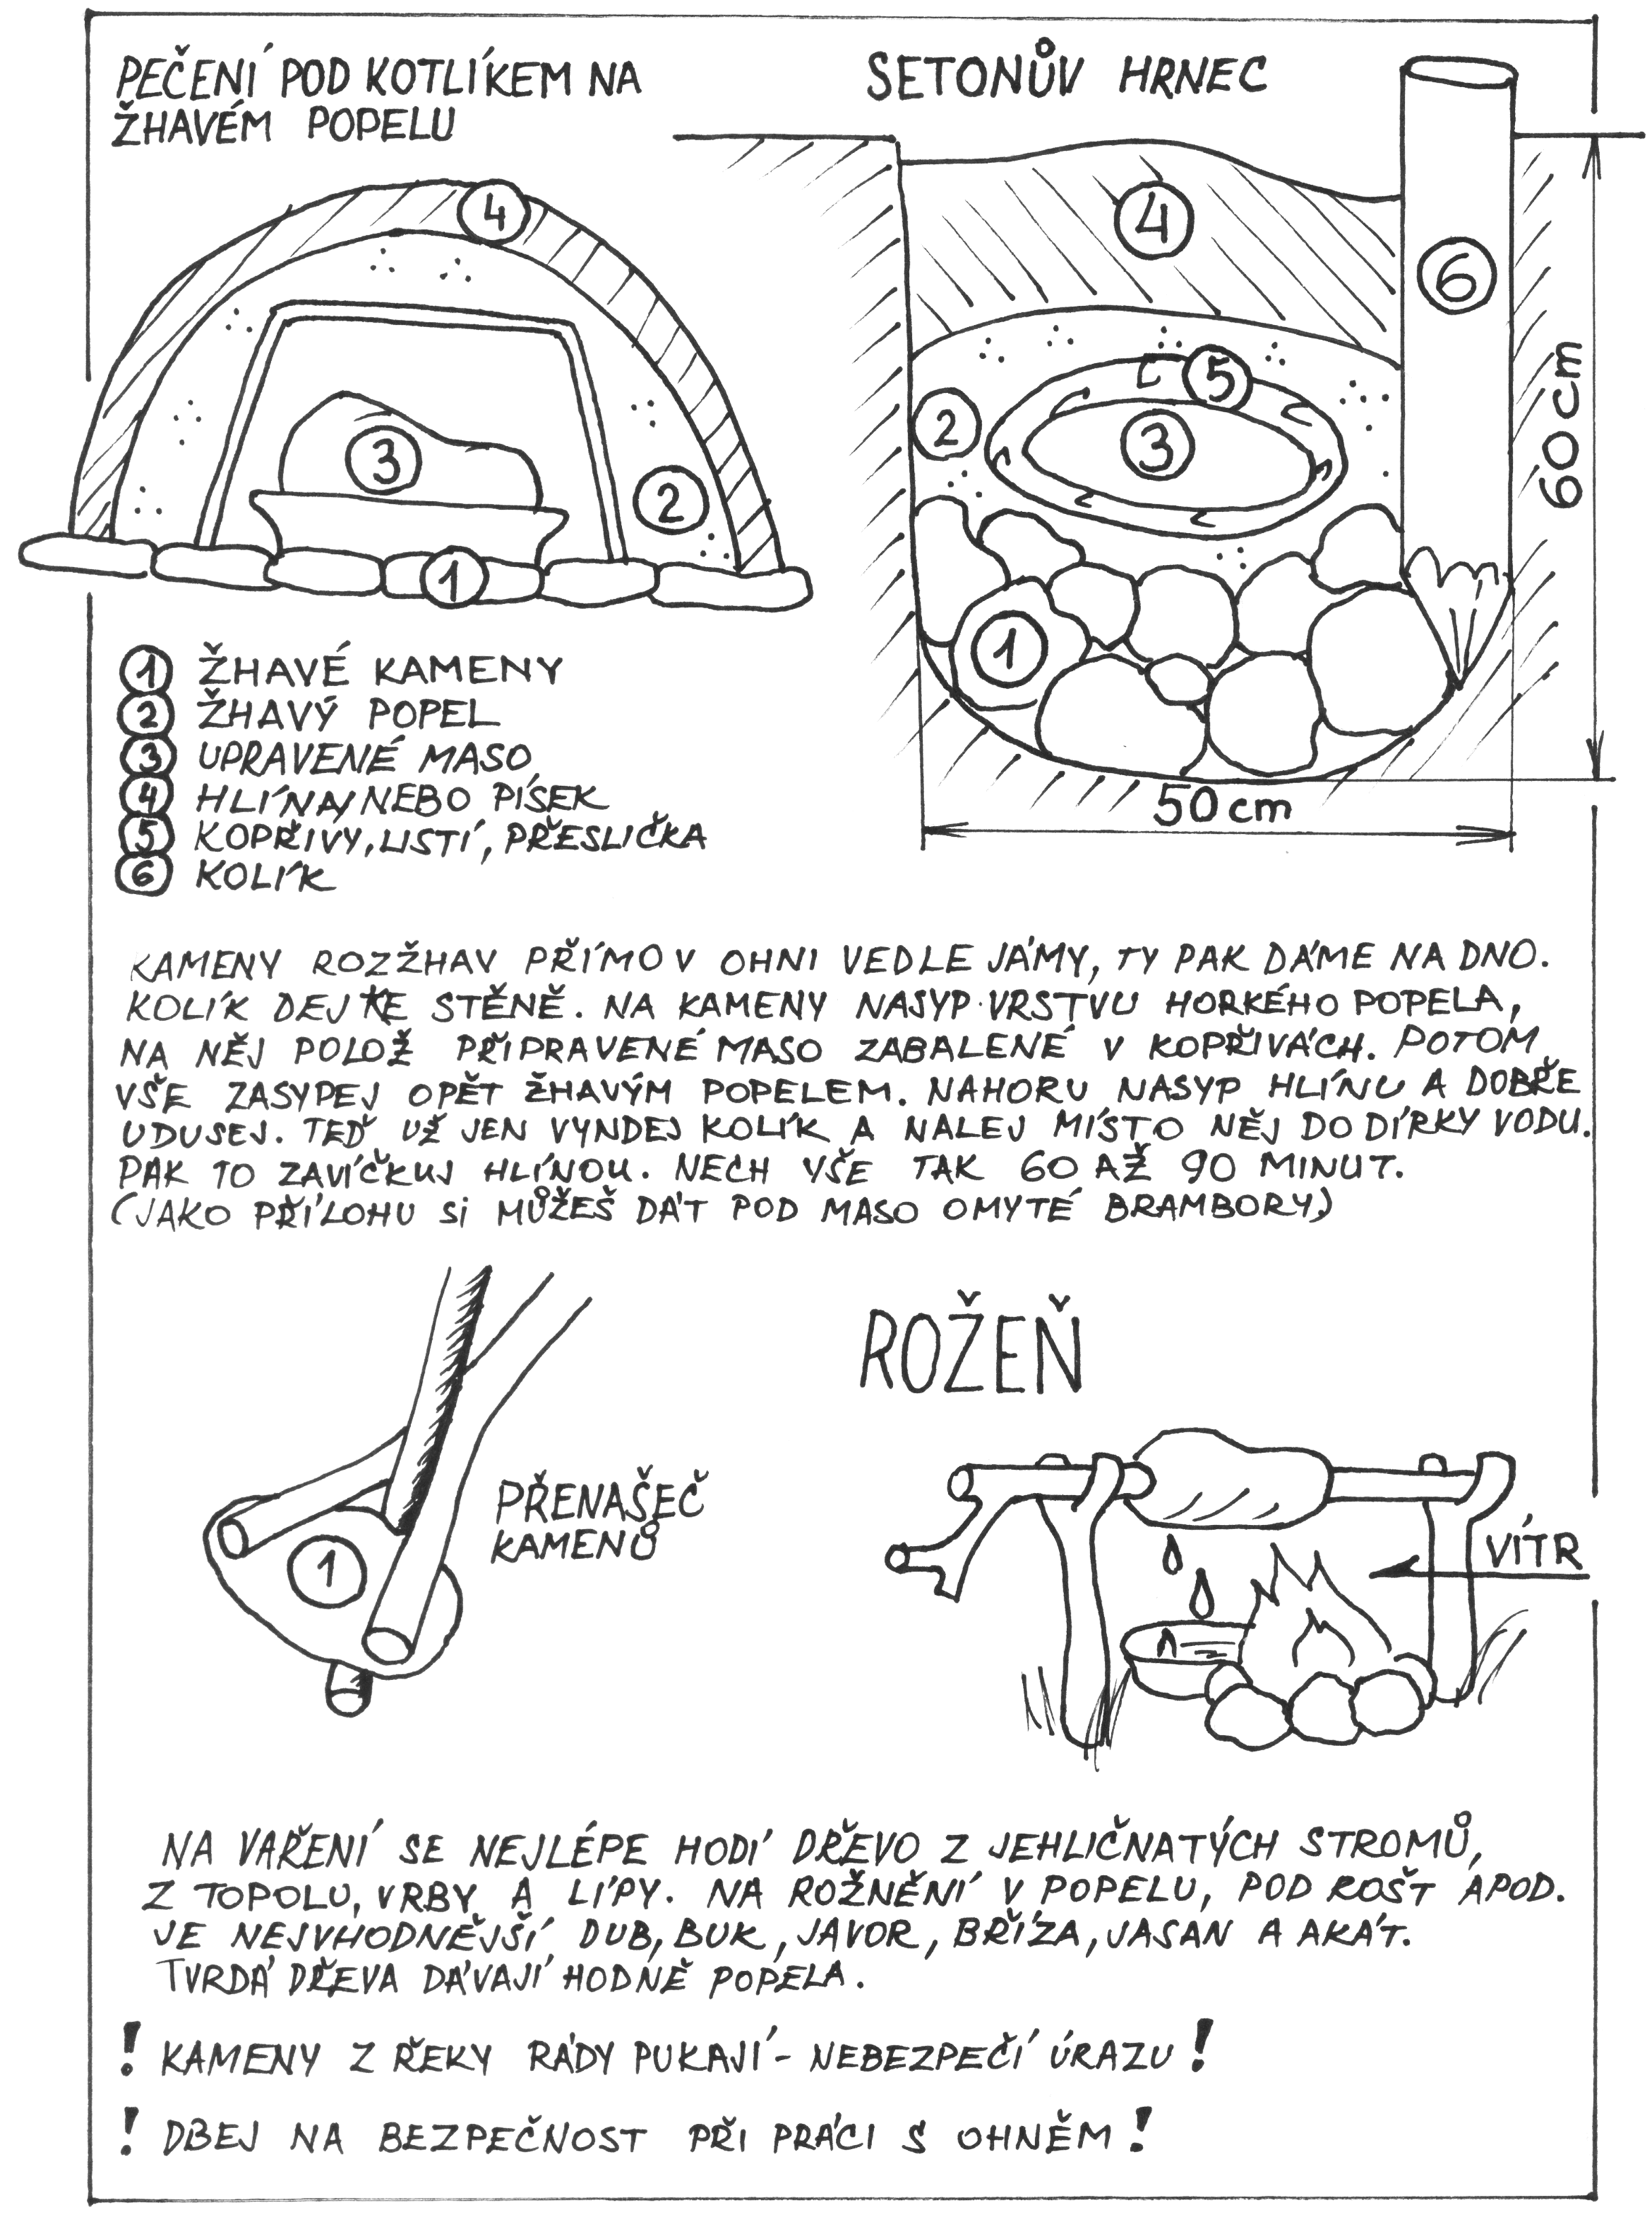 PEČENÍ POD KOTLÍKEM NA
ŽHAVÉM POPELU
4
3
2
1
SETONŮV HRNEC
4
6
5
2
3
1
60 cm
50 cm
1 ŽHAVÉ KAMENY
2 ŽHAVÝ POPEL
3 UPRAVENÉ MASO
4 HLÍNA/NEBO PÍSEK
5 KOPŘIVY, LISTÍ, PŘESLIČKA
6 KOLÍK
KAMENY ROZŽHAV PŘÍMO V OHNI VEDLE JÁMY, TY PAK DÁME NA DNO.
KOLÍK DEJ KE STĚNĚ. NA KAMENY NASYP VRSTVU HORKÉHO POPELA,
NA NĚJ POLOŽ PŘIPRAVENÉ MASO ZABALENÉ V KOPŘIVÁCH. POTOM
VŠE ZASYPEJ OPĚT ŽHAVÝM POPELEM. NAHORU NASYP HLÍNU A DOBŘE
UDUSEJ. TEĎ UŽ JEN VYNDEJ KOLÍK A NALEJ MÍSTO NĚJ DO DÍRKY VODU.
PAK TO ZAVÍČKUJ HLÍNOU. NECH VŠE TAK 60 AŽ 90 MINUT.
(JAKO PŘÍLOHU SI MŮŽEŠ DÁT POD MASO OMYTÉ BRAMBORY)
1
PŘENAŠEČ
KAMENŮ
ROŽEŇ
VÍTR
NA VAŘENÍ SE NEJLÉPE HODÍ DŘEVO Z JEHLIČNATÝCH STROMŮ,
Z TOPOLU, VRBY A LÍPY. NA ROŽNĚNÍ V POPELU, POD ROŠT APOD.
JE NEJVHODNĚJŠÍ DUB, BUK, JAVOR, BŘÍZA, JASAN A AKÁT.
TVRDÁ DŘEVA DÁVAJÍ HODNĚ POPELA.
! KAMENY Z ŘEKY RÁDY PUKAJÍ - NEBEZPEČÍ ÚRAZU !
! DBEJ NA BEZPEČNOST PŘI PRÁCI S OHNĚM !